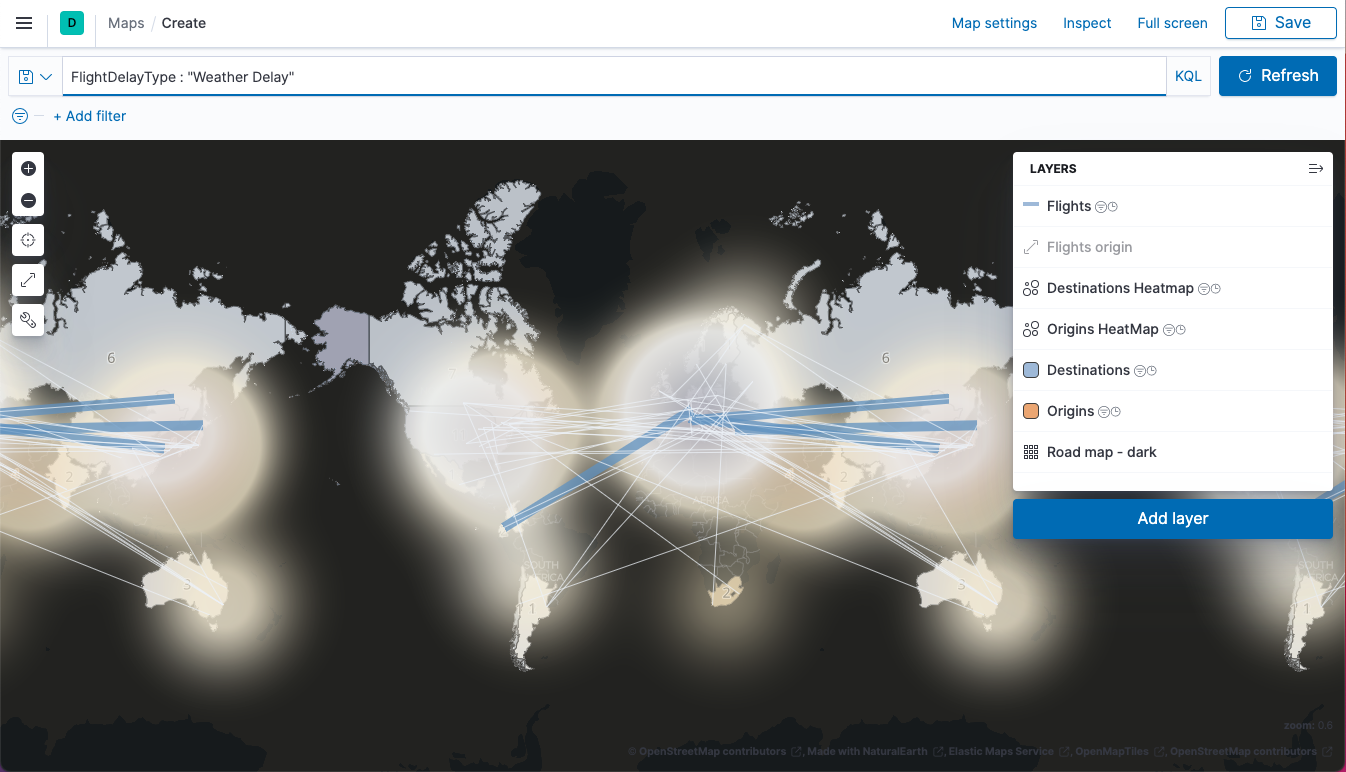 D
Maps / Create
Map settings
Inspect
Full screen
Save
FlightDelayType : "Weather Delay"
KQL
Refresh
+ Add filter
LAYERS
Flights
Flights origin
Destinations Heatmap
Origins HeatMap
Destinations
Origins
Road map - dark
Add layer
6
6
2
2
AFRICA
3
SOUTH
AMERICA
1
2
3
SOUTH
AMERICA
1
zoom: 0.6
© OpenStreetMap contributors , Made with NaturalEarth , Elastic Maps Service , OpenMapTiles , OpenStreetMap contributors